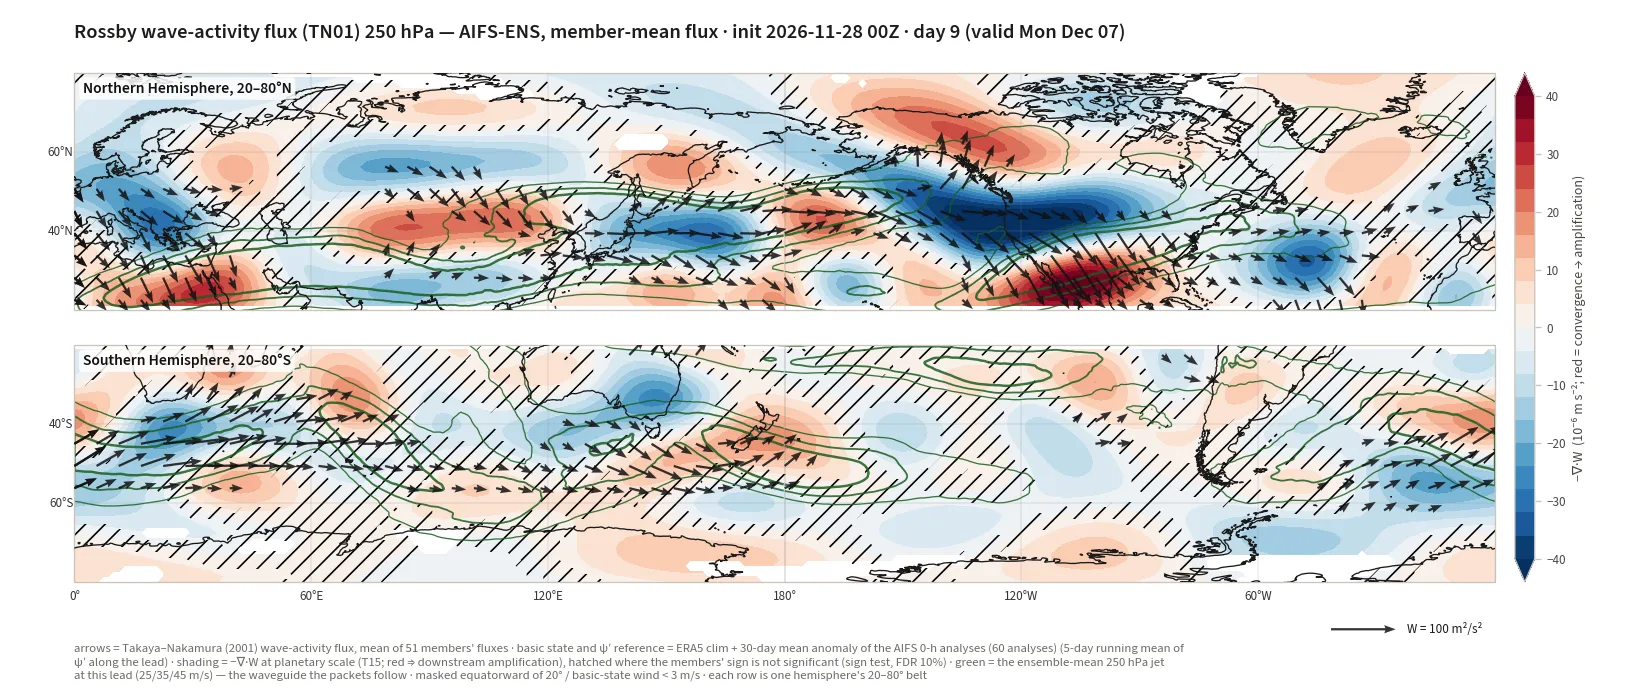 Rossby wave-activity flux (TN01) 250 hPa — AIFS-ENS, member-mean flux · init 2026-11-28 00Z · day 9 (valid Mon Dec 07)
Northern Hemisphere, 20–80°N
60°N
40°N
Southern Hemisphere, 20–80°S
40°S
60°S
0°
60°E
120°E
180°
120°W
60°W
40
30
20
10
0
−10
−20
−30
−40
−∇·W (10⁻⁶ m s⁻²; red = convergence → amplification)
W = 100 m²/s²
arrows = Takaya–Nakamura (2001) wave-activity flux, mean of 51 members' fluxes · basic state and ψ' reference = ERA5 clim + 30-day mean anomaly of the AIFS 0-h analyses (60 analyses) (5-day running mean of
ψ' along the lead) · shading = −∇·W at planetary scale (T15; red ⇒ downstream amplification), hatched where the members' sign is not significant (sign test, FDR 10%) · green = the ensemble-mean 250 hPa jet
at this lead (25/35/45 m/s) — the waveguide the packets follow · masked equatorward of 20° / basic-state wind < 3 m/s · each row is one hemisphere's 20–80° belt